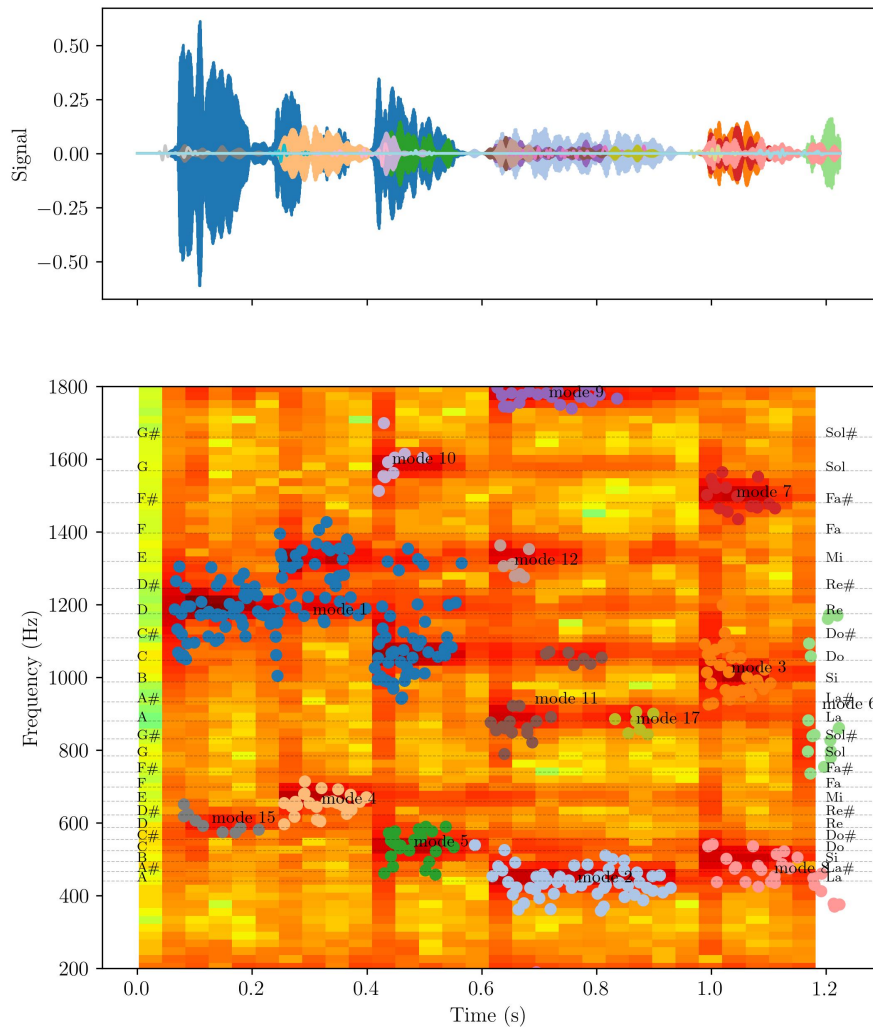 0.50
0.25
0.00
−0.25
−0.50
Signal
1800
mode 9
G# Sol#
1600
mode 10
G Sol
mode 7
F# Fa#
1400
F Fa
mode 12
E Mi
D# Re#
1200
D mode 1 Re
C# Do#
C Do
mode 3
1000
B Si
A# mode 11 La#
mode 6
A mode 17 La
G# Sol#
800
G Sol
F# Fa#
F Fa
E mode 4 Mi
D# Re#
mode 15
600
D Re
C# Do#
mode 5
C Do
B Si
mode 8
A# La#
mode 2
A La
400
200
0.0 0.2 0.4 0.6 0.8 1.0 1.2
Frequency (Hz)
Time (s)